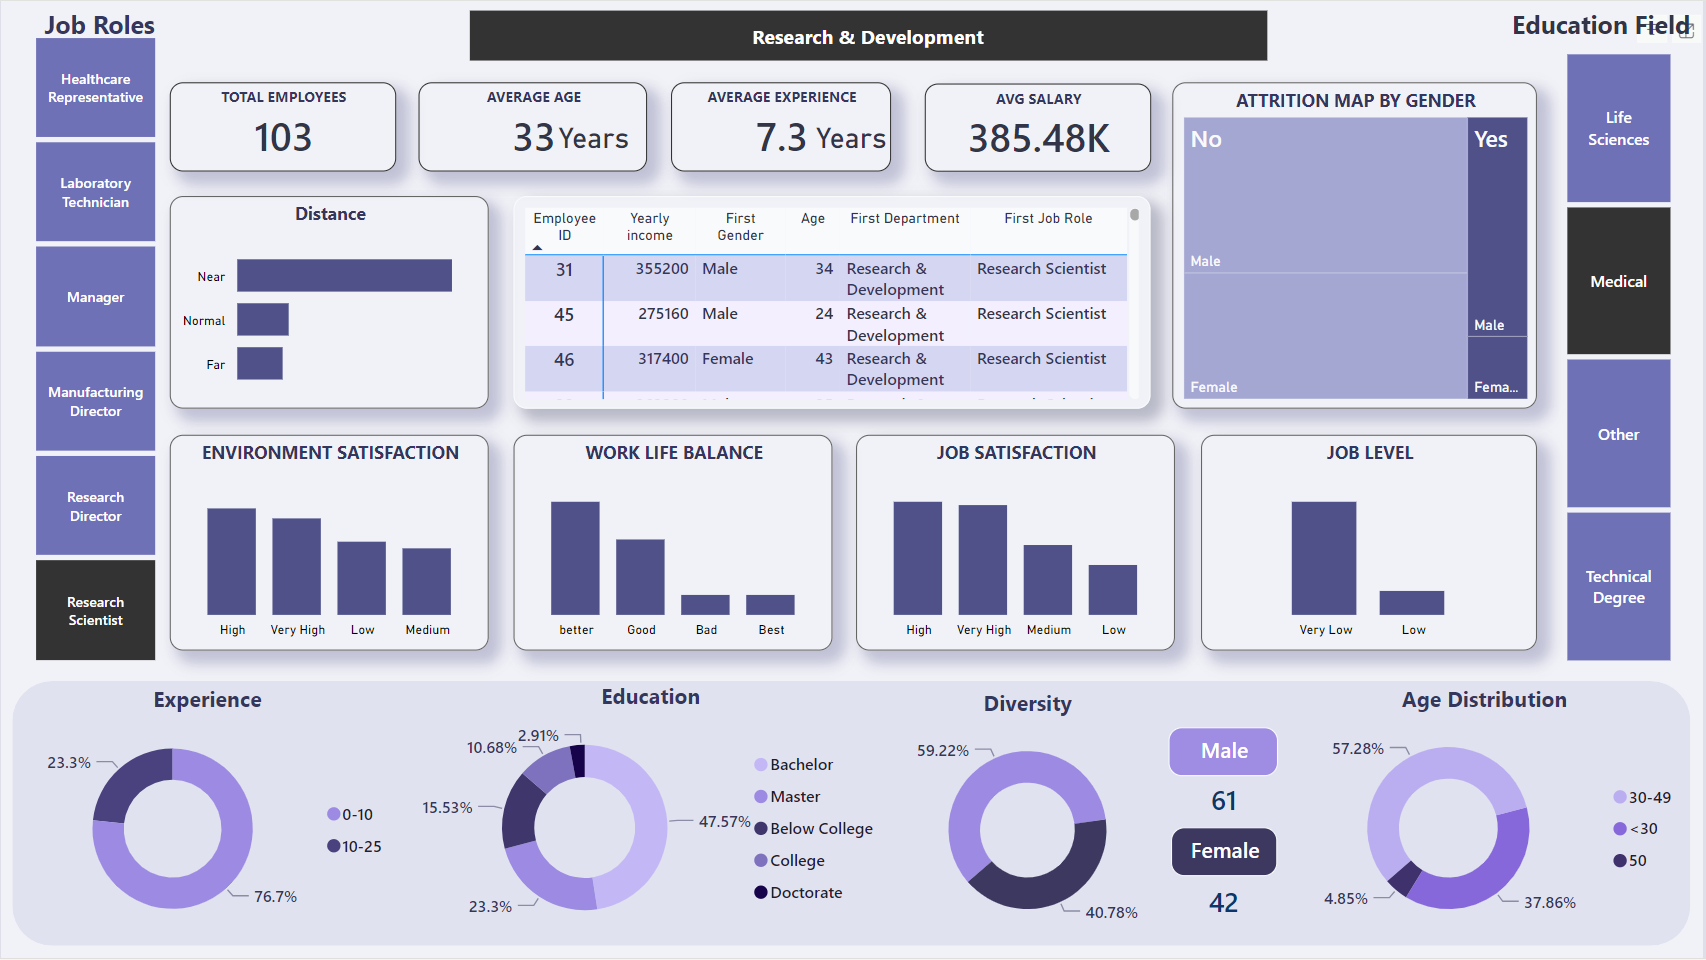 Job Roles
Research & Development
Education Field
Healthcare
Representative
Laboratory
Technician
Manager
Manufacturing
Director
Research
Director
Research
Scientist
TOTAL EMPLOYEES
103
AVERAGE AGE
33 Years
AVERAGE EXPERIENCE
7.3 Years
AVG SALARY
385.48K
ATTRITION MAP BY GENDER
No
Male
Female
Yes
Male
Fema...
Life
Sciences
Medical
Other
Technical
Degree
Distance
Near
Normal
Far
Employee ID Yearly income First Gender Age First Department First Job Role
31 355200 Male 34 Research & Development Research Scientist
45 275160 Male 24 Research & Development Research Scientist
46 317400 Female 43 Research & Development Research Scientist
ENVIRONMENT SATISFACTION
High Very High Low Medium
WORK LIFE BALANCE
better Good Bad Best
JOB SATISFACTION
High Very High Medium Low
JOB LEVEL
Very Low Low
Experience
23.3%
76.7%
0-10
10-25
Education
2.91%
10.68%
15.53%
47.57%
23.3%
Bachelor
Master
Below College
College
Doctorate
Diversity
59.22%
40.78%
Male
61
Female
42
Age Distribution
57.28%
4.85%
37.86%
30-49
<30
50